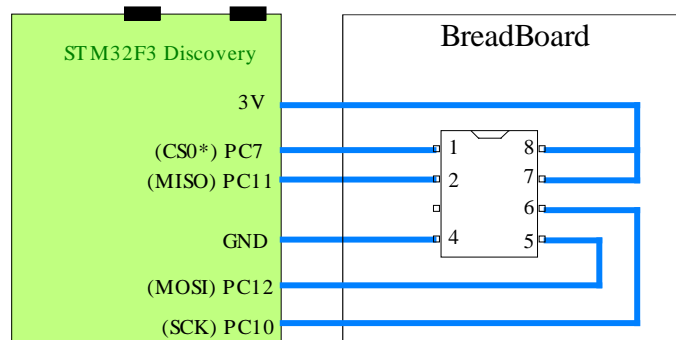 BreadBoard
STM32F3 Discovery
3V
(CS0*) PC7
1 8
(MISO) PC11
2 7
6
GND
4 5
(MOSI) PC12
(SCK) PC10